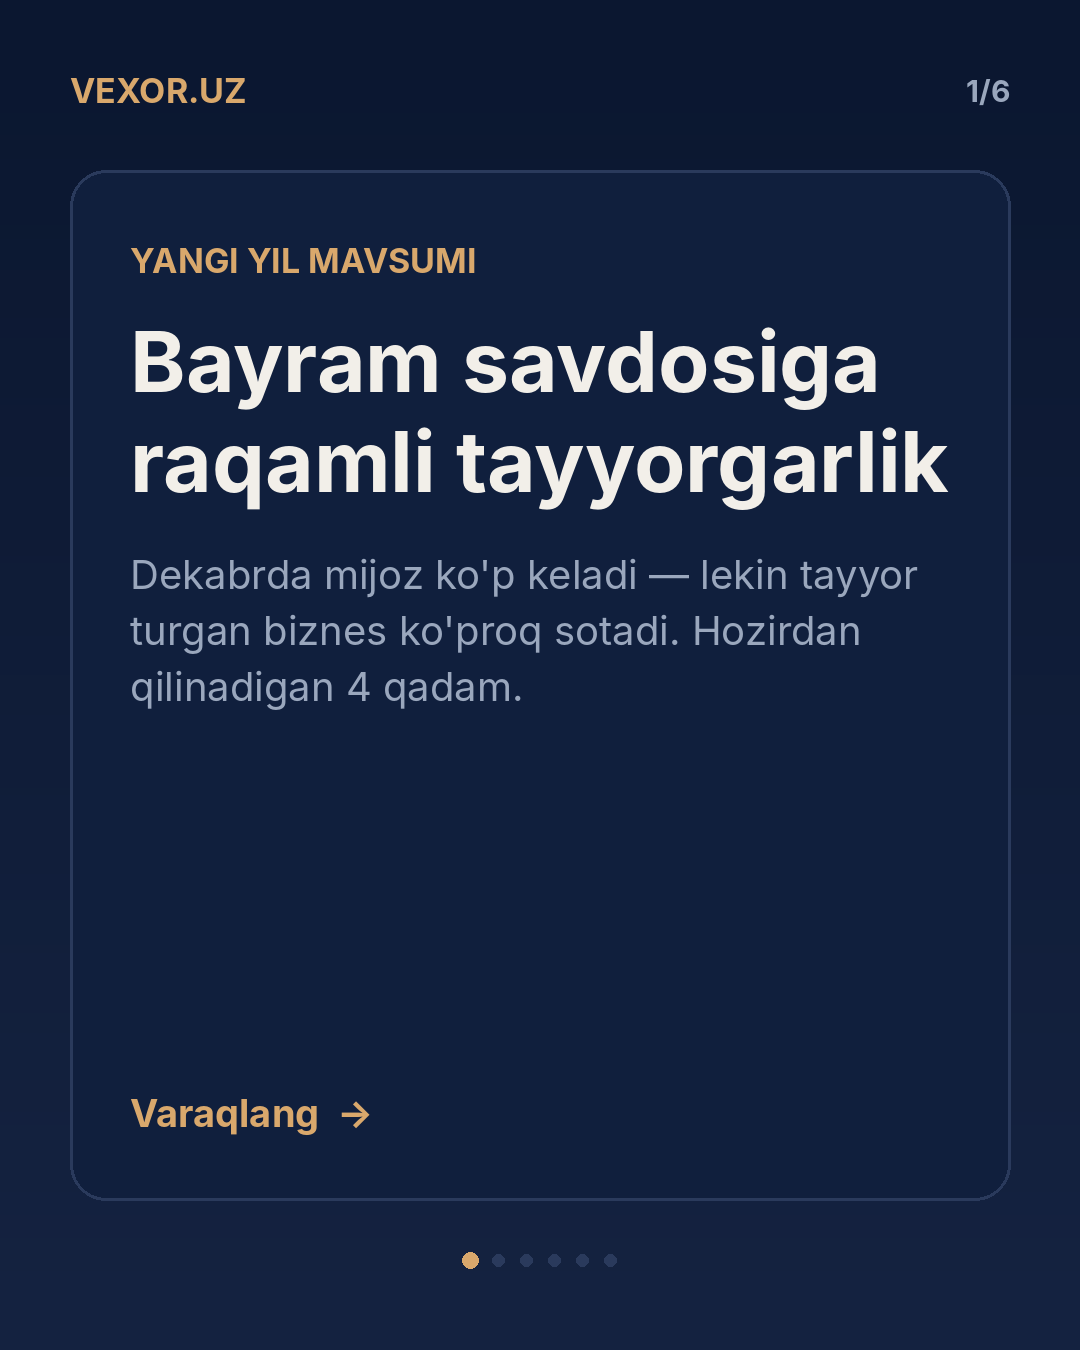 VEXOR.UZ
1/6
YANGI YIL MAVSUMI
Bayram savdosiga
raqamli tayyorgarlik
Dekabrda mijoz ko'p keladi — lekin tayyor
turgan biznes ko'proq sotadi. Hozirdan
qilinadigan 4 qadam.
Varaqlang →